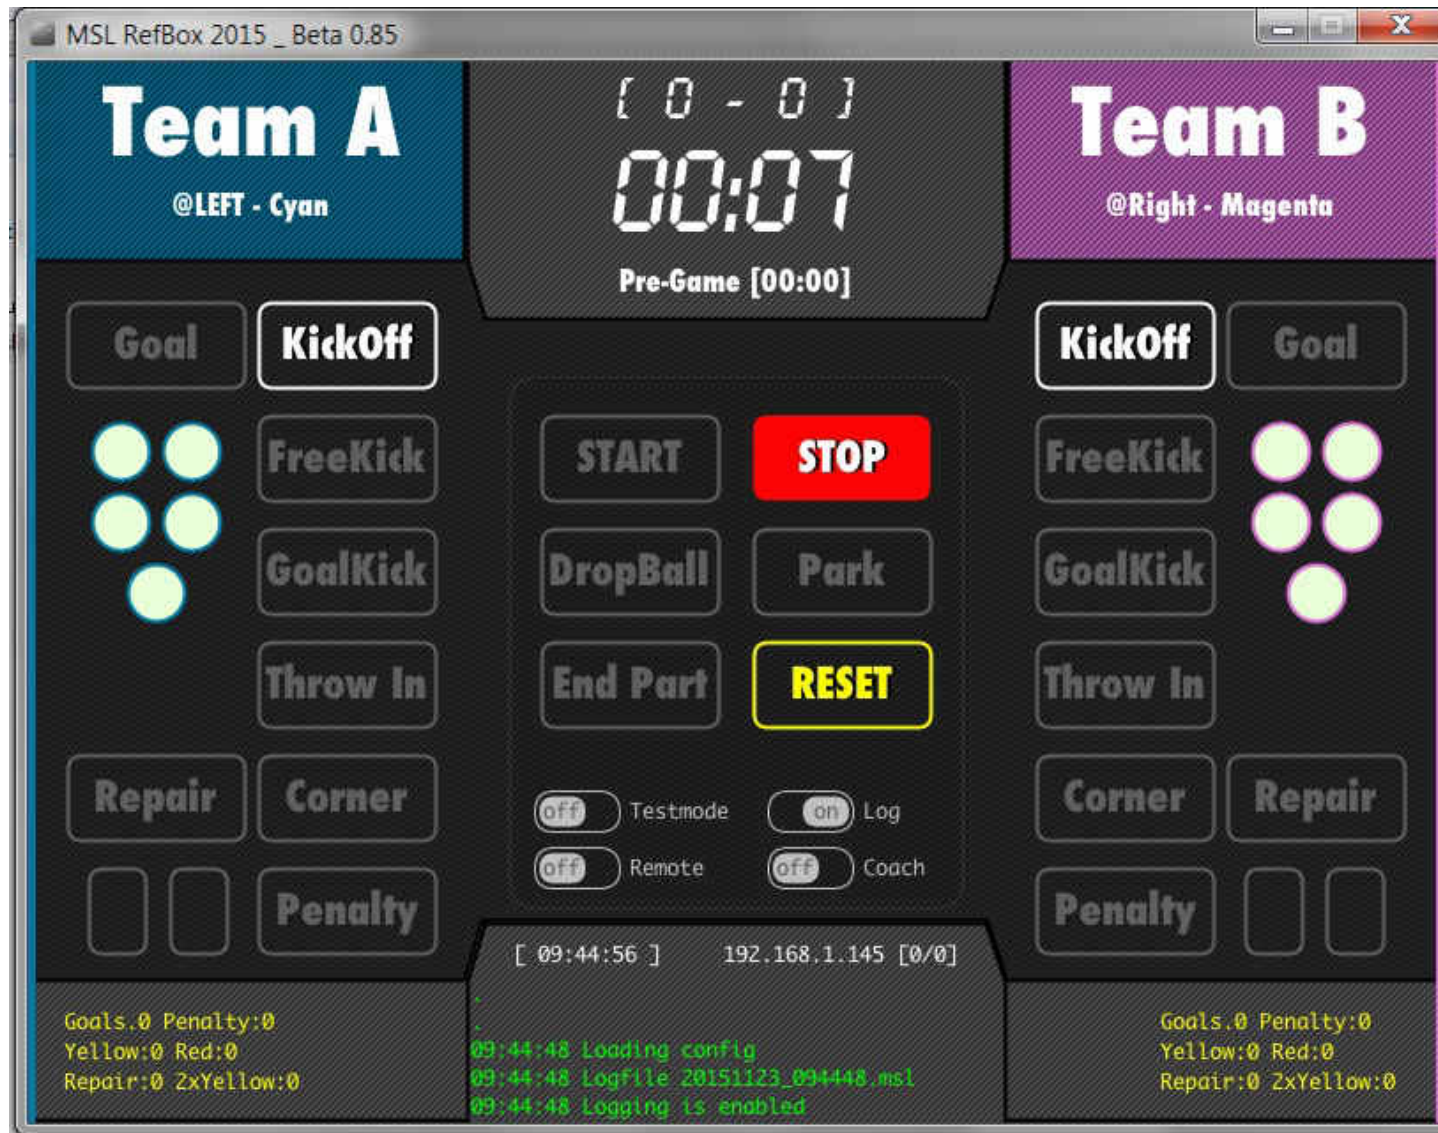 MSL RefBox 2015 _ Beta 0.85
Team A
@LEFT - Cyan
[ 0 - 0 ]
00:07
Pre-Game [00:00]
Team B
@Right - Magenta
Goal KickOff
FreeKick
GoalKick
Throw In
Repair Corner
Penalty
START STOP
DropBall Park
End Part RESET
off Testmode on Log
off Remote off Coach
KickOff Goal
FreeKick
GoalKick
Throw In
Corner Repair
Penalty
[ 09:44:56 ] 192.168.1.145 [0/0]
.
.
09:44:48 Loading config
09:44:48 Logfile 20151123_094448.msl
09:44:48 Logging is enabled
Goals.0 Penalty:0
Yellow:0 Red:0
Repair:0 2xYellow:0
Goals.0 Penalty:0
Yellow:0 Red:0
Repair:0 2xYellow:0